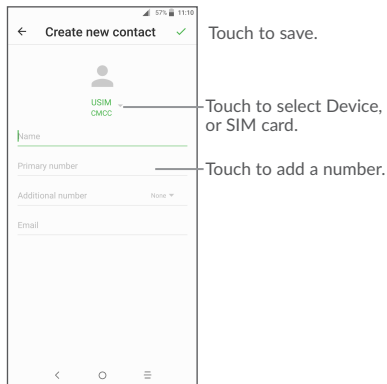 57% 11:10
Create new contact
Touch to save.
USIM
CMCC
Touch to select Device,
or SIM card.
Name
Primary number
Touch to add a number.
Additional number None
Email